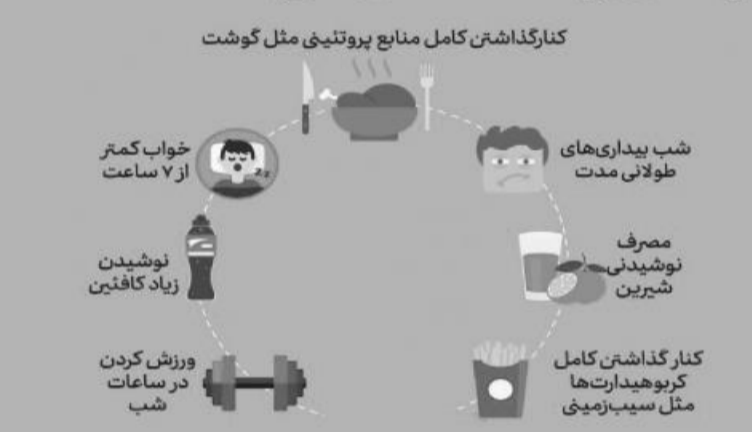 کنارگذاشتن کامل منابع پروتئینی مثل گوشت
شب بیداری‌های
طولانی مدت
مصرف
نوشیدنی
شیرین
کنار گذاشتن کامل
کربوهیدارت‌ها
مثل سیب‌زمینی
خواب کمتر
از ۷ ساعت
نوشیدن
زیاد کافئین
ورزش کردن
در ساعات
شب